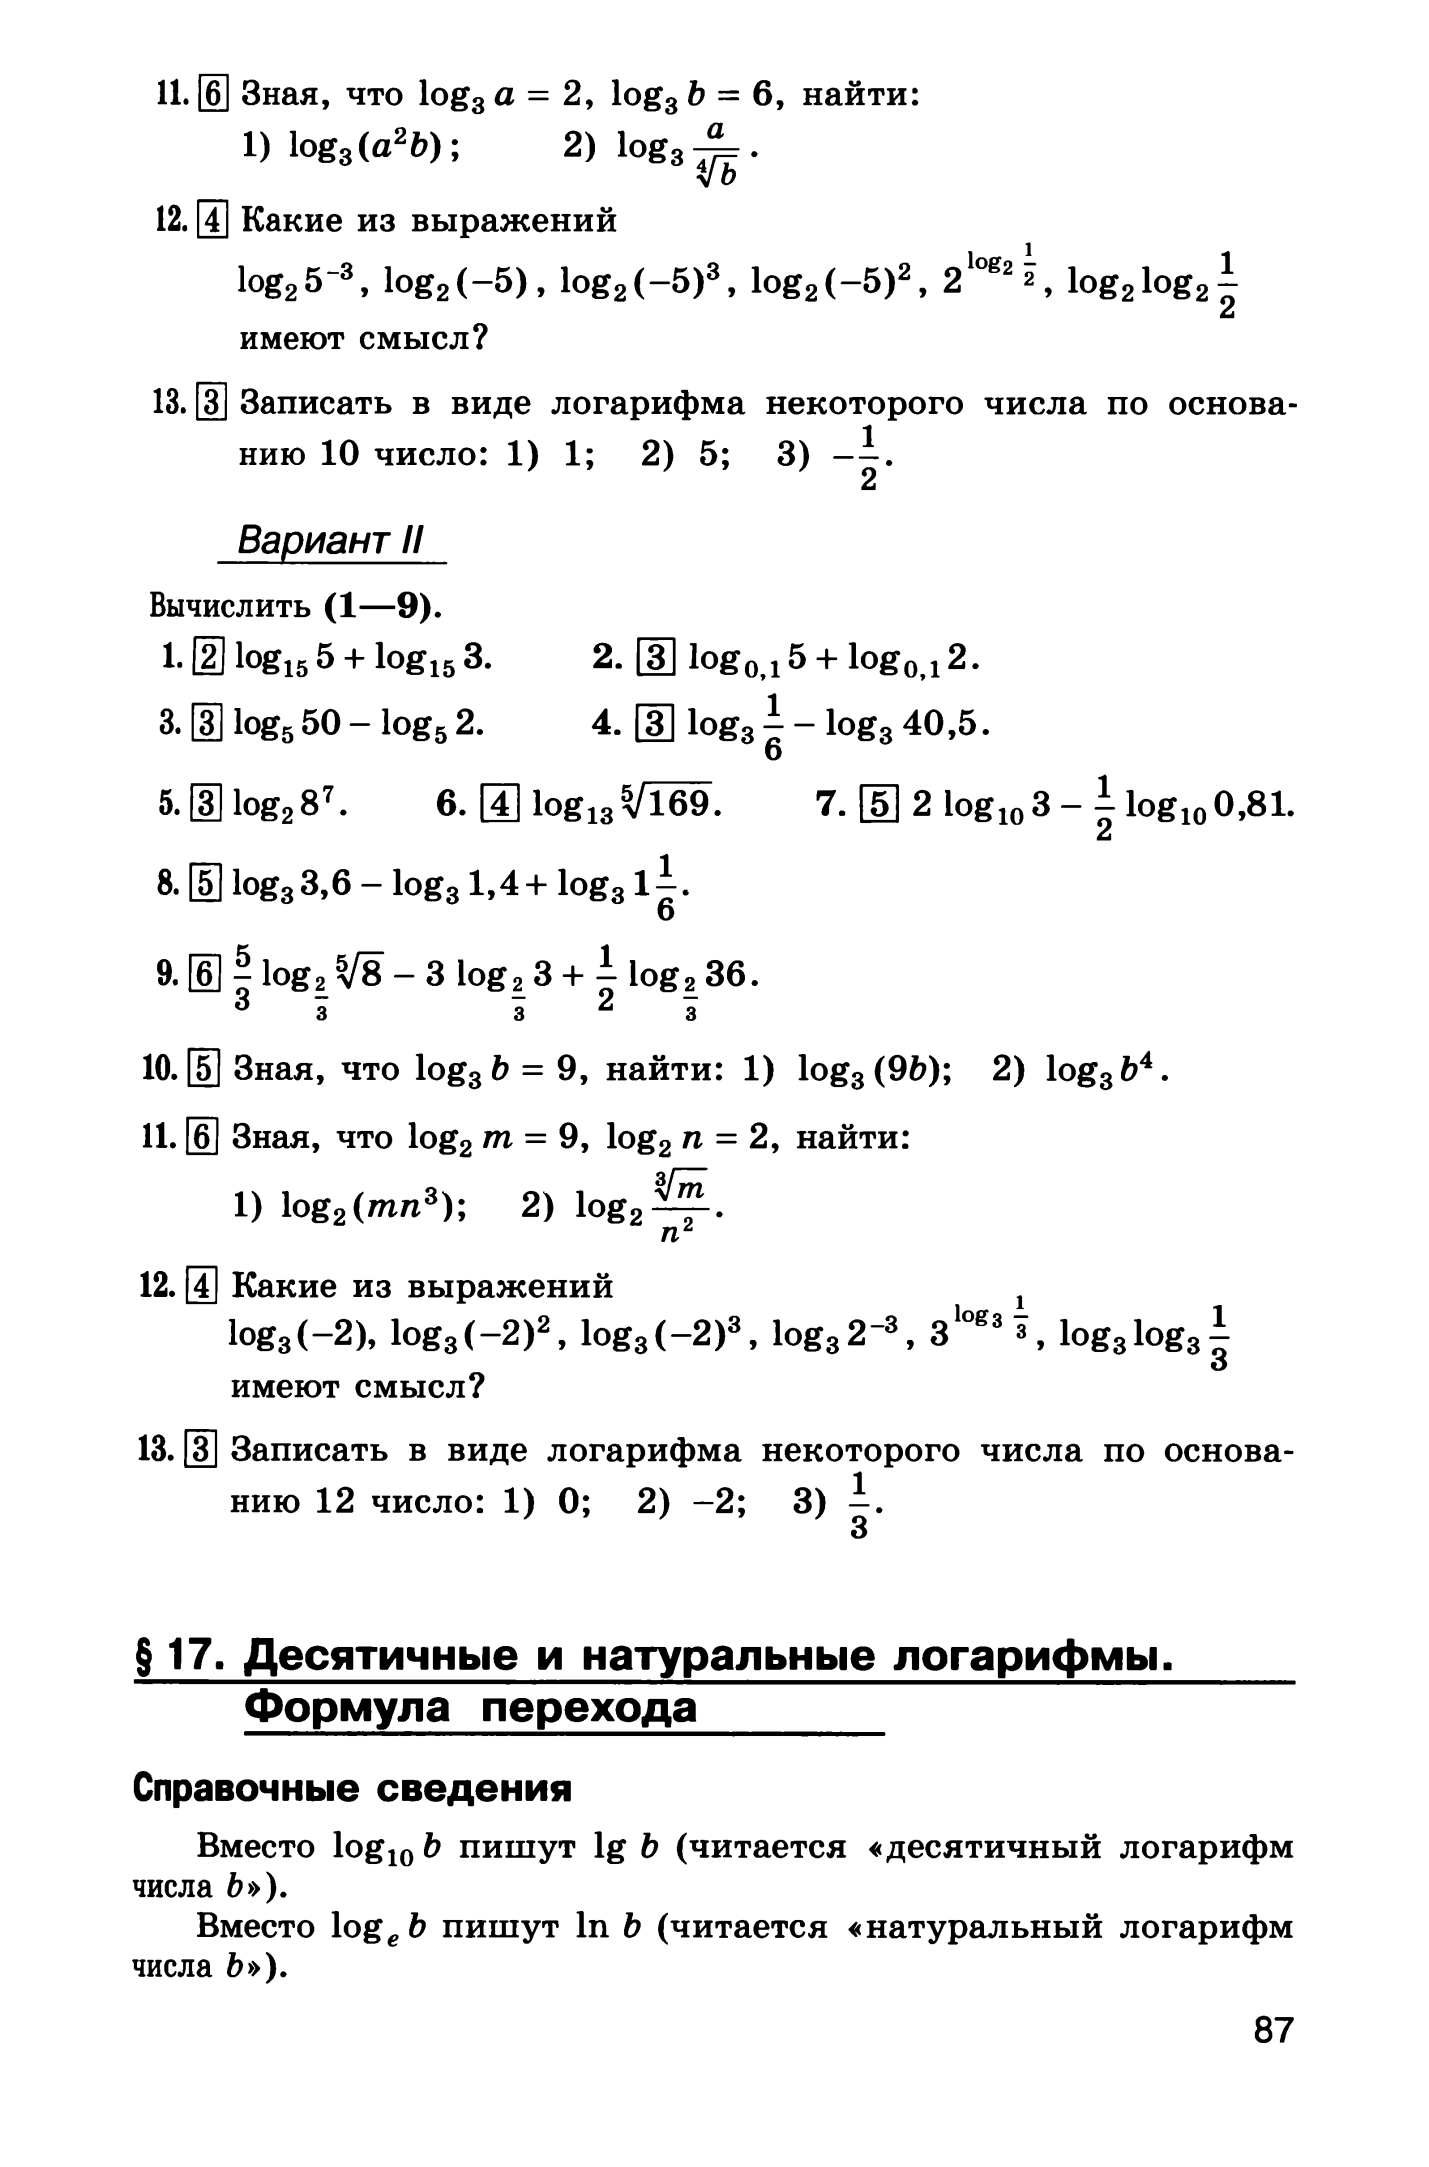 11. [6] Зная, что log₃ a = 2, log₃ b = 6, найти:
1) log₃(a²b); 2) log₃ a/∜b.
12. [4] Какие из выражений
log₂ 5⁻³, log₂(−5), log₂(−5)³, log₂(−5)², 2^(log₂ 1/2), log₂ log₂ 1/2
имеют смысл?
13. [3] Записать в виде логарифма некоторого числа по основа-
нию 10 число: 1) 1; 2) 5; 3) −1/2.
Вариант II
Вычислить (1—9).
1. [2] log₁₅ 5 + log₁₅ 3. 2. [3] log₀,₁ 5 + log₀,₁ 2.
3. [3] log₅ 50 − log₅ 2. 4. [3] log₃ 1/6 − log₃ 40,5.
5. [3] log₂ 8⁷. 6. [4] log₁₃ ⁵√169. 7. [5] 2 log₁₀ 3 − 1/2 log₁₀ 0,81.
8. [5] log₃ 3,6 − log₃ 1,4 + log₃ 1 1/6.
9. [6] 5/3 log_(2/3) ⁵√8 − 3 log_(2/3) 3 + 1/2 log_(2/3) 36.
10. [5] Зная, что log₃ b = 9, найти: 1) log₃ (9b); 2) log₃ b⁴.
11. [6] Зная, что log₂ m = 9, log₂ n = 2, найти:
1) log₂(mn³); 2) log₂ ∛m/n².
12. [4] Какие из выражений
log₃(−2), log₃(−2)², log₃(−2)³, log₃ 2⁻³, 3^(log₃ 1/3), log₃ log₃ 1/3
имеют смысл?
13. [3] Записать в виде логарифма некоторого числа по основа-
нию 12 число: 1) 0; 2) −2; 3) 1/3.
§ 17. Десятичные и натуральные логарифмы.
Формула перехода
Справочные сведения
Вместо log₁₀ b пишут lg b (читается «десятичный логарифм
числа b»).
Вместо logₑ b пишут ln b (читается «натуральный логарифм
числа b»).
87